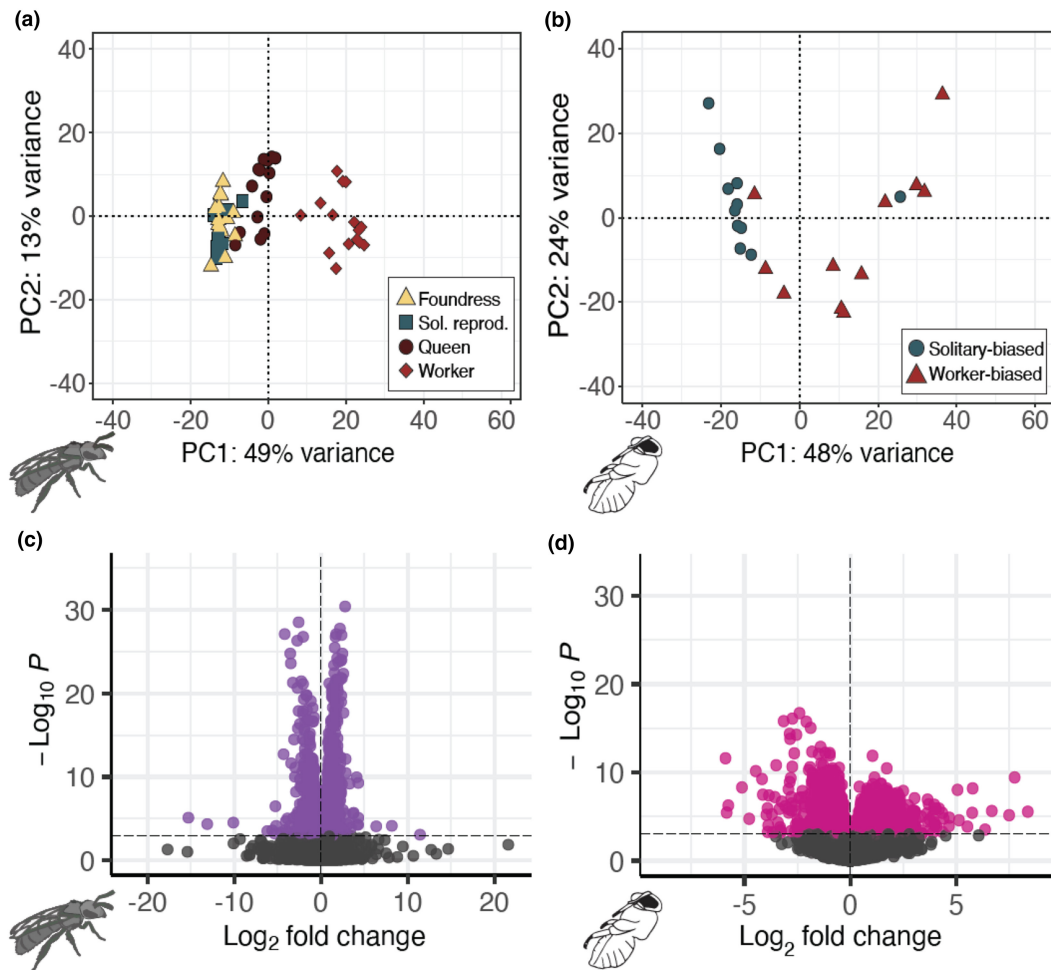 (a)
40
20
0
-20
-40
PC2: 13% variance
Foundress
Sol. reprod.
Queen
Worker
-40 -20 0 20 40 60
PC1: 49% variance
(b)
40
20
0
-20
-40
PC2: 24% variance
Solitary-biased
Worker-biased
-40 -20 0 20 40 60
PC1: 48% variance
(c)
30
20
10
0
− Log10 P
-20 -10 0 10 20
Log2 fold change
(d)
30
20
10
0
− Log10 P
-5 0 5
Log2 fold change